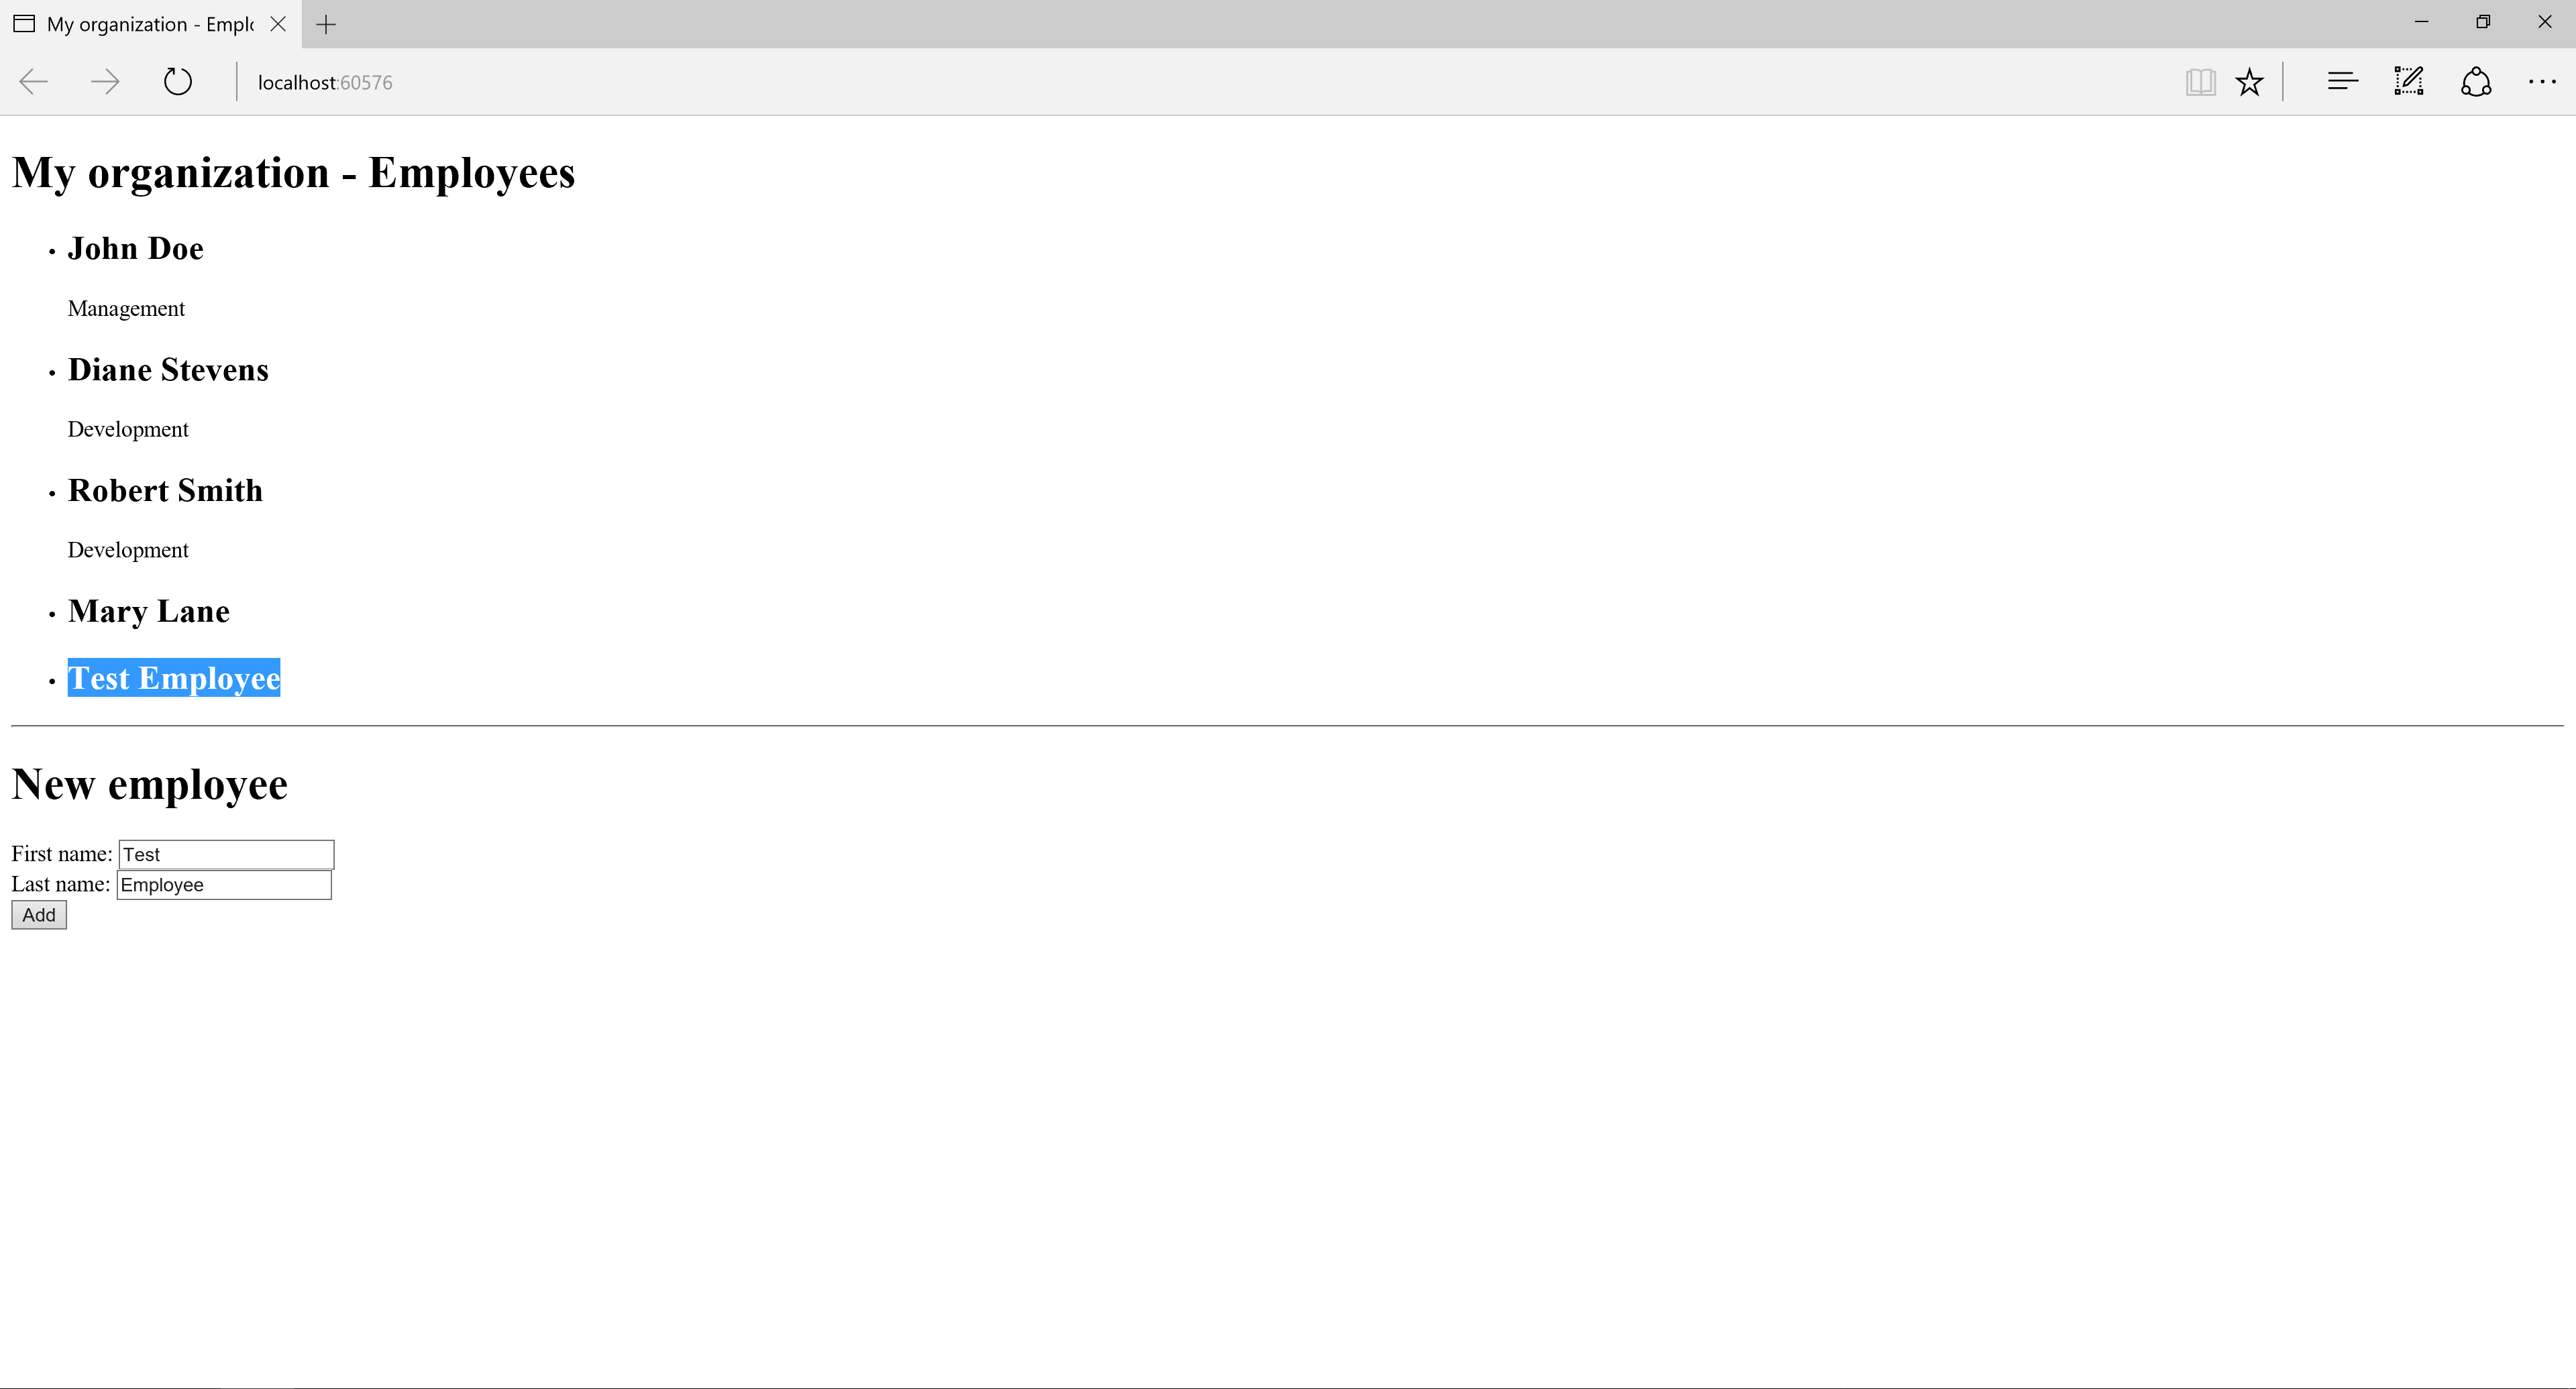 My organization - Empl
localhost:60576
My organization - Employees
John Doe
Management
Diane Stevens
Development
Robert Smith
Development
Mary Lane
Test Employee
New employee
First name: Test
Last name: Employee
Add